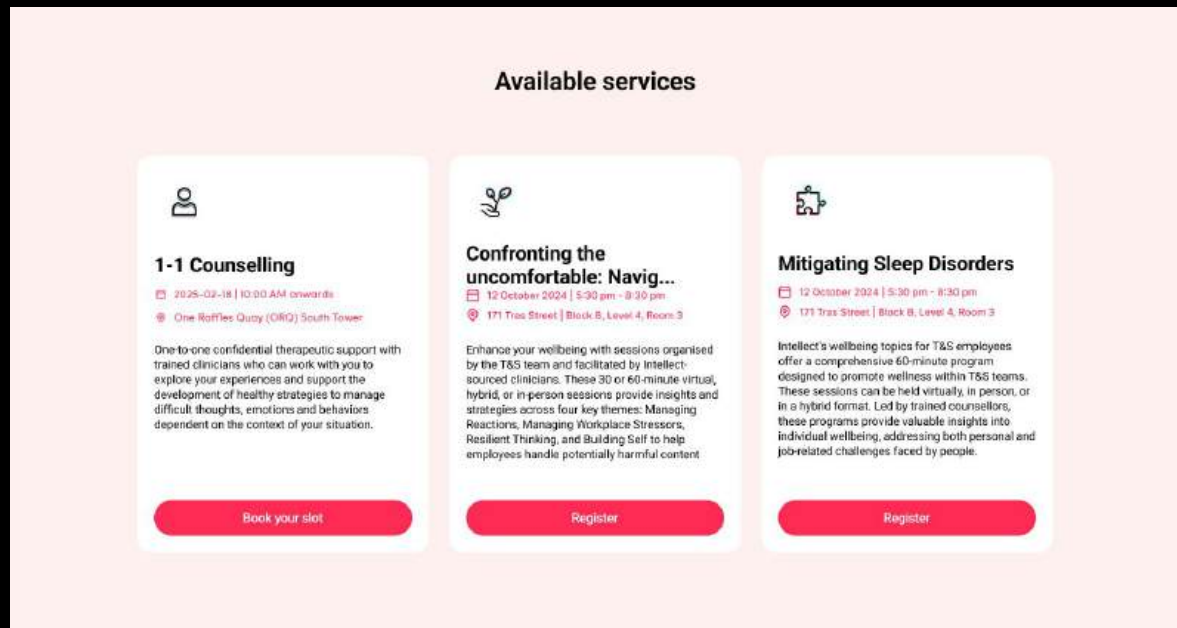 Available services
1-1 Counselling
2025-02-18 | 10:00 AM onwards
One Raffles Quay (ORQ) South Tower
One-to-one confidential therapeutic support with
trained clinicians who can work with you to
explore your experiences and support the
development of healthy strategies to manage
difficult thoughts, emotions and behaviors
dependent on the context of your situation.
Book your slot
Confronting the
uncomfortable: Navig...
12 October 2024 | 5:30 pm - 8:30 pm
171 Tras Street | Block B, Level 4, Room 3
Enhance your wellbeing with sessions organised
by the T&S team and facilitated by Intellect-
sourced clinicians. These 30 or 60-minute virtual,
hybrid, or in-person sessions provide insights and
strategies across four key themes: Managing
Reactions, Managing Workplace Stressors,
Resilient Thinking, and Building Self to help
employees handle potentially harmful content
Register
Mitigating Sleep Disorders
12 October 2024 | 5:30 pm - 8:30 pm
171 Tras Street | Block B, Level 4, Room 3
Intellect's wellbeing topics for T&S employees
offer a comprehensive 60-minute program
designed to promote wellness within T&S teams.
These sessions can be held virtually, in person, or
in a hybrid format. Led by trained counsellors,
these programs provide valuable insights into
individual wellbeing, addressing both personal and
job-related challenges faced by people.
Register